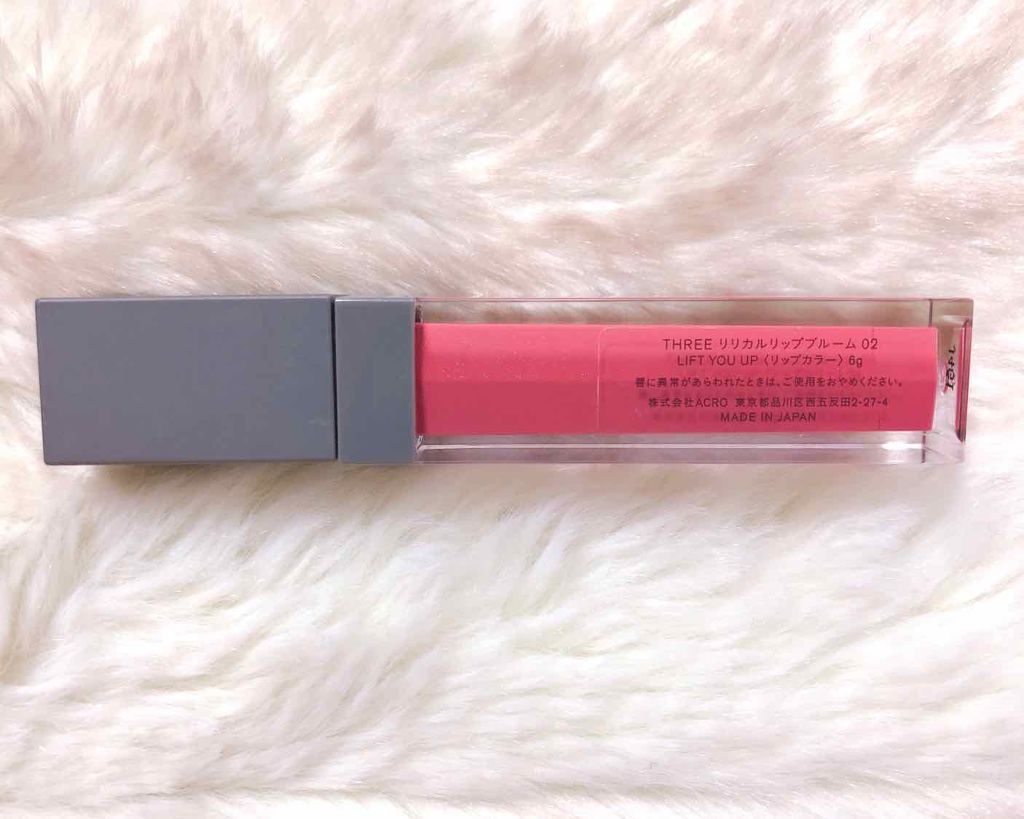 THREE リリカルリップブルーム 02
LIFT YOU UP〈リップカラー〉6g
唇に異常があらわれたときは、ご使用をおやめください。
株式会社ACRO 東京都品川区西五反田2-27-4
MADE IN JAPAN